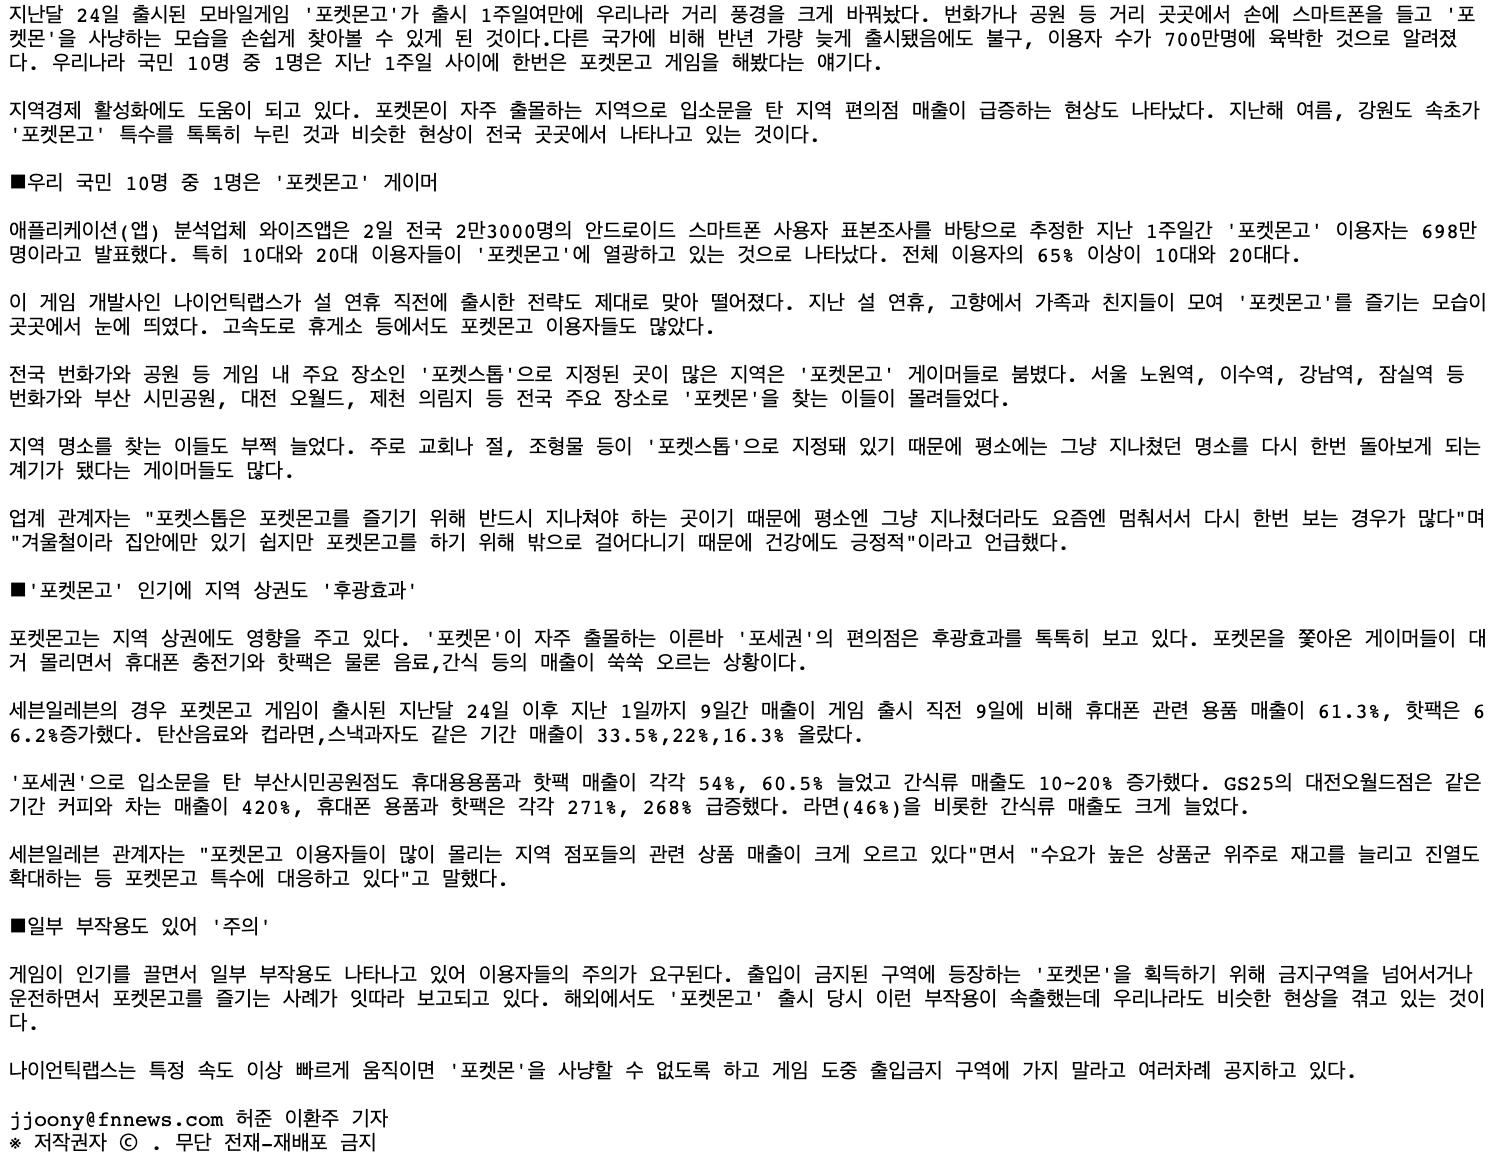 지난달 24일 출시된 모바일게임 '포켓몬고'가 출시 1주일여만에 우리나라 거리 풍경을 크게 바꿔놨다. 번화가나 공원 등 거리 곳곳에서 손에 스마트폰을 들고 '포
켓몬'을 사냥하는 모습을 손쉽게 찾아볼 수 있게 된 것이다.다른 국가에 비해 반년 가량 늦게 출시됐음에도 불구, 이용자 수가 700만명에 육박한 것으로 알려졌
다. 우리나라 국민 10명 중 1명은 지난 1주일 사이에 한번은 포켓몬고 게임을 해봤다는 얘기다.
지역경제 활성화에도 도움이 되고 있다. 포켓몬이 자주 출몰하는 지역으로 입소문을 탄 지역 편의점 매출이 급증하는 현상도 나타났다. 지난해 여름, 강원도 속초가
'포켓몬고' 특수를 톡톡히 누린 것과 비슷한 현상이 전국 곳곳에서 나타나고 있는 것이다.
■우리 국민 10명 중 1명은 '포켓몬고' 게이머
애플리케이션(앱) 분석업체 와이즈앱은 2일 전국 2만3000명의 안드로이드 스마트폰 사용자 표본조사를 바탕으로 추정한 지난 1주일간 '포켓몬고' 이용자는 698만
명이라고 발표했다. 특히 10대와 20대 이용자들이 '포켓몬고'에 열광하고 있는 것으로 나타났다. 전체 이용자의 65% 이상이 10대와 20대다.
이 게임 개발사인 나이언틱랩스가 설 연휴 직전에 출시한 전략도 제대로 맞아 떨어졌다. 지난 설 연휴, 고향에서 가족과 친지들이 모여 '포켓몬고'를 즐기는 모습이
곳곳에서 눈에 띄였다. 고속도로 휴게소 등에서도 포켓몬고 이용자들도 많았다.
전국 번화가와 공원 등 게임 내 주요 장소인 '포켓스톱'으로 지정된 곳이 많은 지역은 '포켓몬고' 게이머들로 붐볐다. 서울 노원역, 이수역, 강남역, 잠실역 등
번화가와 부산 시민공원, 대전 오월드, 제천 의림지 등 전국 주요 장소로 '포켓몬'을 찾는 이들이 몰려들었다.
지역 명소를 찾는 이들도 부쩍 늘었다. 주로 교회나 절, 조형물 등이 '포켓스톱'으로 지정돼 있기 때문에 평소에는 그냥 지나쳤던 명소를 다시 한번 돌아보게 되는
계기가 됐다는 게이머들도 많다.
업계 관계자는 "포켓스톱은 포켓몬고를 즐기기 위해 반드시 지나쳐야 하는 곳이기 때문에 평소엔 그냥 지나쳤더라도 요즘엔 멈춰서서 다시 한번 보는 경우가 많다"며
"겨울철이라 집안에만 있기 쉽지만 포켓몬고를 하기 위해 밖으로 걸어다니기 때문에 건강에도 긍정적"이라고 언급했다.
■'포켓몬고' 인기에 지역 상권도 '후광효과'
포켓몬고는 지역 상권에도 영향을 주고 있다. '포켓몬'이 자주 출몰하는 이른바 '포세권'의 편의점은 후광효과를 톡톡히 보고 있다. 포켓몬을 쫓아온 게이머들이 대
거 몰리면서 휴대폰 충전기와 핫팩은 물론 음료,간식 등의 매출이 쑥쑥 오르는 상황이다.
세븐일레븐의 경우 포켓몬고 게임이 출시된 지난달 24일 이후 지난 1일까지 9일간 매출이 게임 출시 직전 9일에 비해 휴대폰 관련 용품 매출이 61.3%, 핫팩은 6
6.2%증가했다. 탄산음료와 컵라면,스낵과자도 같은 기간 매출이 33.5%,22%,16.3% 올랐다.
'포세권'으로 입소문을 탄 부산시민공원점도 휴대용용품과 핫팩 매출이 각각 54%, 60.5% 늘었고 간식류 매출도 10~20% 증가했다. GS25의 대전오월드점은 같은
기간 커피와 차는 매출이 420%, 휴대폰 용품과 핫팩은 각각 271%, 268% 급증했다. 라면(46%)을 비롯한 간식류 매출도 크게 늘었다.
세븐일레븐 관계자는 "포켓몬고 이용자들이 많이 몰리는 지역 점포들의 관련 상품 매출이 크게 오르고 있다"면서 "수요가 높은 상품군 위주로 재고를 늘리고 진열도
확대하는 등 포켓몬고 특수에 대응하고 있다"고 말했다.
■일부 부작용도 있어 '주의'
게임이 인기를 끌면서 일부 부작용도 나타나고 있어 이용자들의 주의가 요구된다. 출입이 금지된 구역에 등장하는 '포켓몬'을 획득하기 위해 금지구역을 넘어서거나
운전하면서 포켓몬고를 즐기는 사례가 잇따라 보고되고 있다. 해외에서도 '포켓몬고' 출시 당시 이런 부작용이 속출했는데 우리나라도 비슷한 현상을 겪고 있는 것이
다.
나이언틱랩스는 특정 속도 이상 빠르게 움직이면 '포켓몬'을 사냥할 수 없도록 하고 게임 도중 출입금지 구역에 가지 말라고 여러차례 공지하고 있다.
jjoony@fnnews.com 허준 이환주 기자
※ 저작권자 ⓒ . 무단 전재-재배포 금지